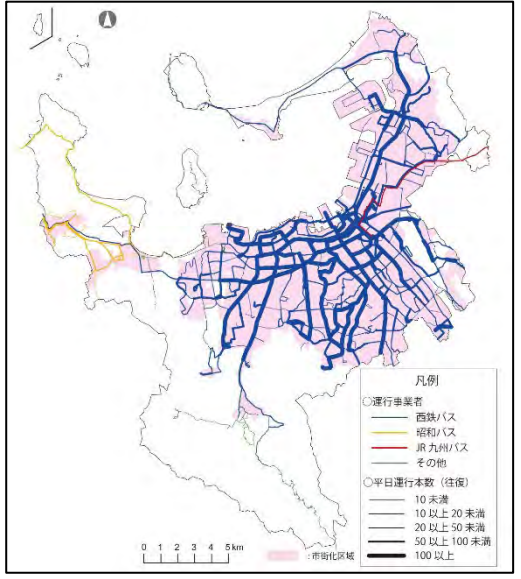 凡例
○運行事業者
西鉄バス
昭和バス
JR九州バス
その他
○平日運行本数（往復）
10未満
10以上20未満
20以上50未満
50以上100未満
100以上
0 1 2 3 4 5km
：市街化区域